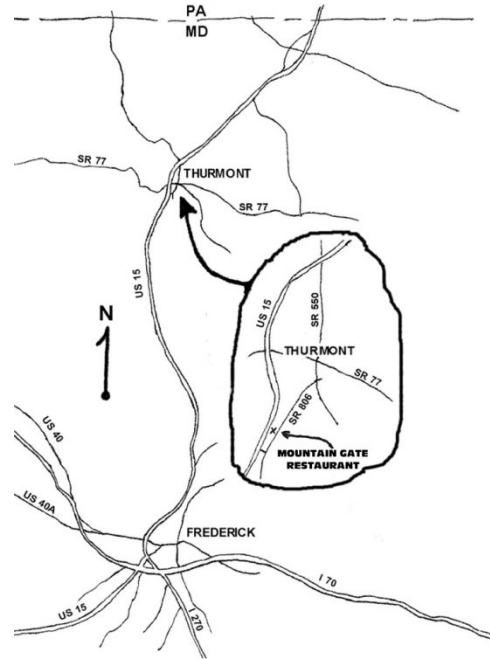 PA
MD
SR 77
THURMONT
SR 77
US 15
N
US 15
SR 550
THURMONT
SR 77
SR 806
X
MOUNTAIN GATE
RESTAURANT
US 40
US 40A
FREDERICK
I 70
US 15
I 270